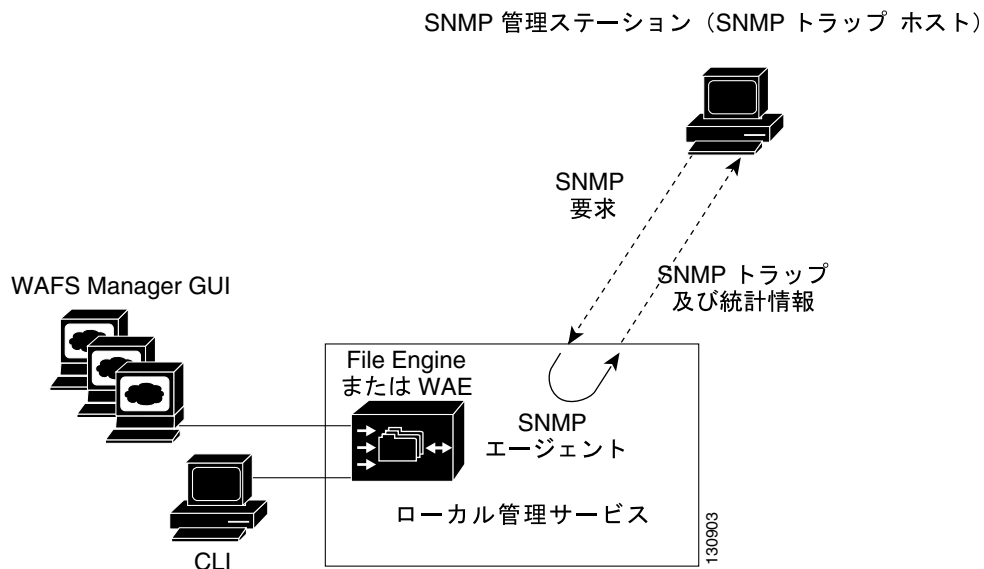 SNMP 管理ステーション（SNMP トラップ ホスト）
SNMP
要求
SNMP トラップ
及び統計情報
WAFS Manager GUI
File Engine
または WAE
SNMP
エージェント
ローカル管理サービス
CLI
130903